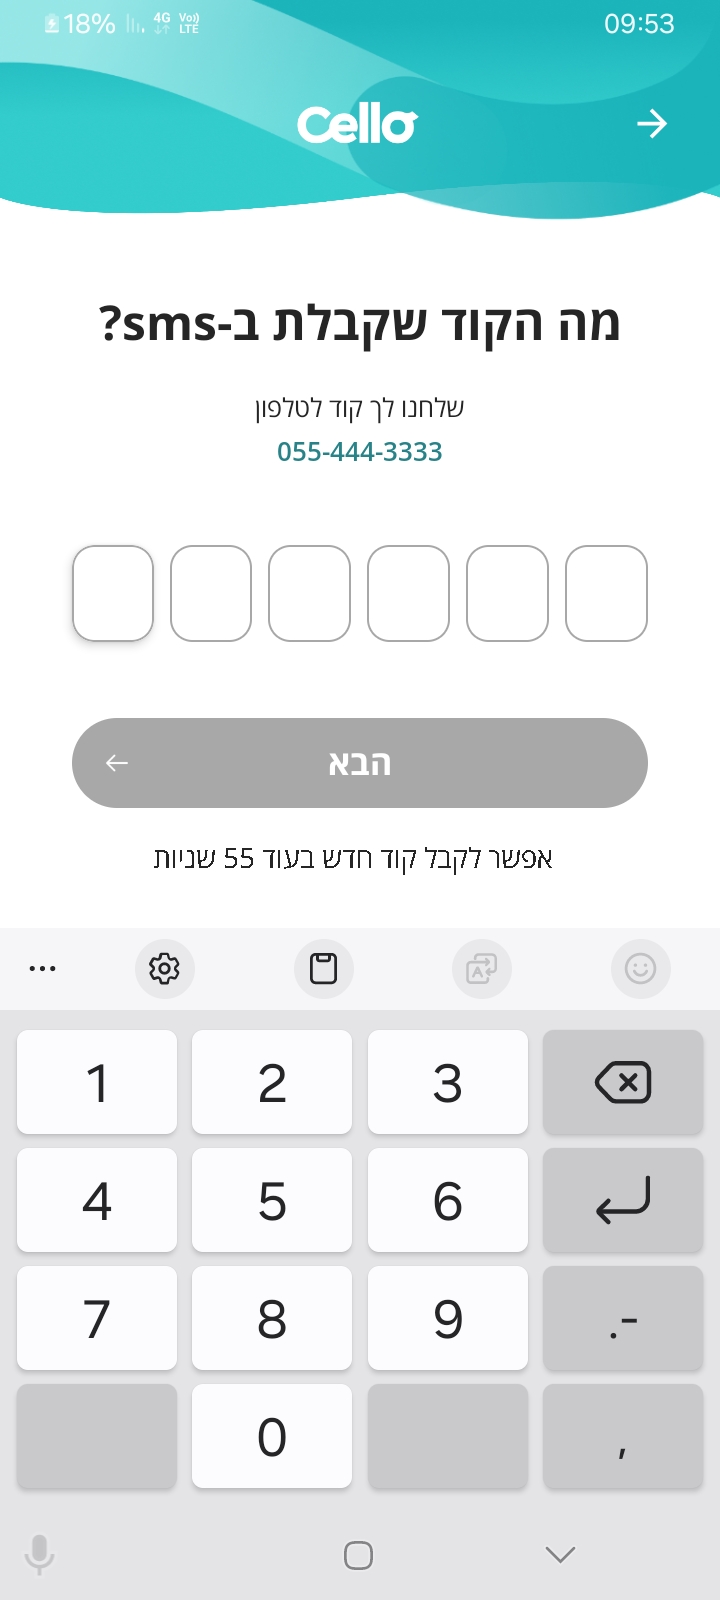 18% 4G Vo)) LTE 09:53
Cello
מה הקוד שקבלת ב-sms?
שלחנו לך קוד לטלפון
055-444-3333
הבא
אפשר לקבל קוד חדש בעוד 55 שניות
1 2 3
4 5 6
7 8 9 .-
0 ,